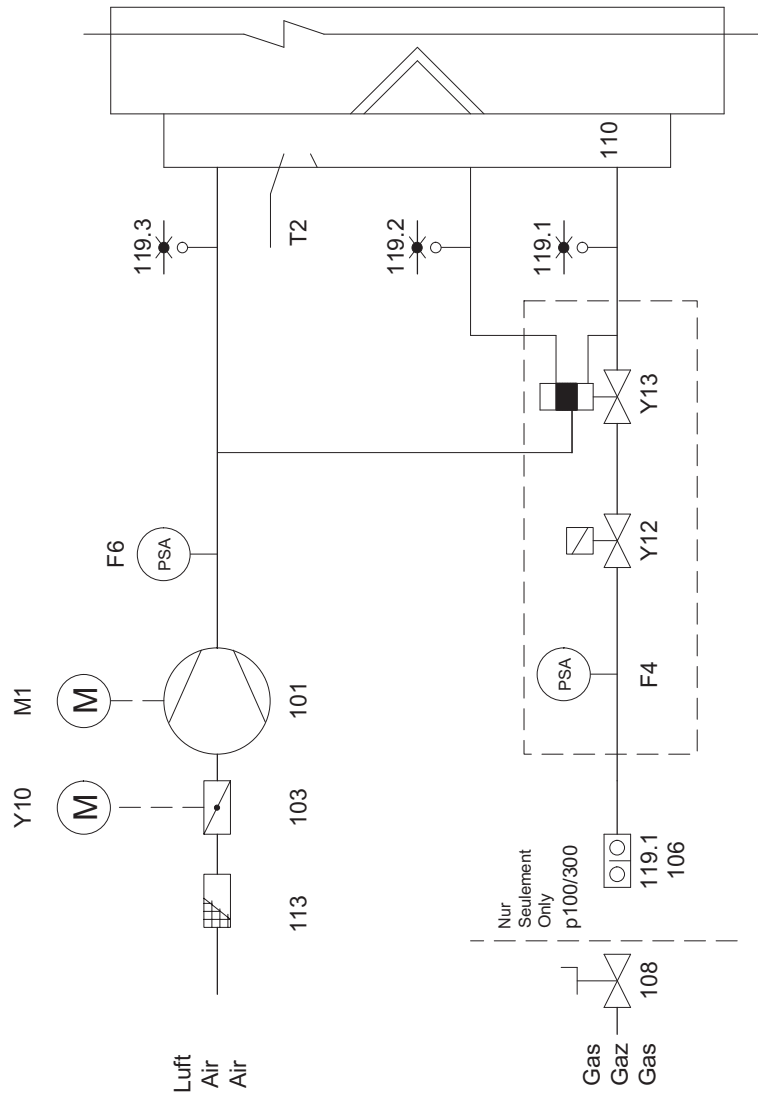 Luft
Air
Air
113
103
Y10
M
101
M1
M
F6
PSA
119.3
T2
119.2
119.1
110
Gas
Gaz
Gas
108
Nur
Seulement
Only
p100/300
119.1
106
F4
PSA
Y12
Y13